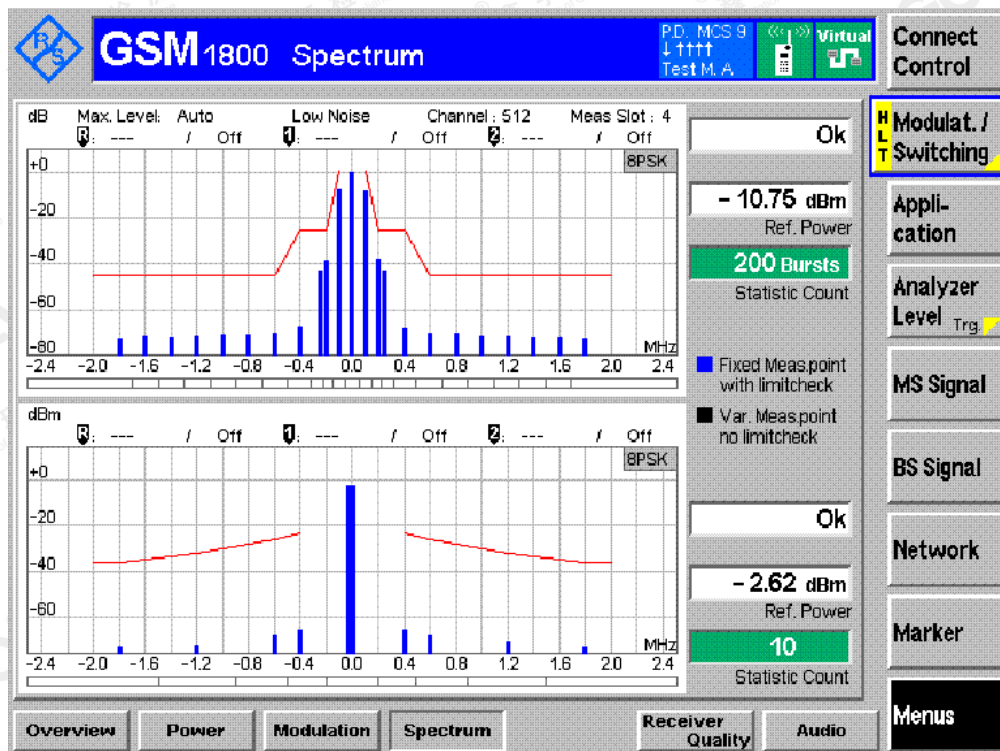 R/S
GSM 1800 Spectrum
P.D. MCS 9
↓ ↑↑↑↑
Test M. A
Virtual
Connect Control
dB Max. Level: Auto Low Noise Channel : 512 Meas Slot : 4
R: --- / Off 1: --- / Off 2: --- / Off
8PSK
+0
-20
-40
-60
-80
MHz
-2.4 -2.0 -1.6 -1.2 -0.8 -0.4 0.0 0.4 0.8 1.2 1.6 2.0 2.4
Ok
- 10.75 dBm
Ref. Power
200 Bursts
Statistic Count
Fixed Meas.point
with limitcheck
Var. Meas.point
no limitcheck
dBm
R: --- / Off 1: --- / Off 2: --- / Off
8PSK
+0
-20
-40
-60
MHz
-2.4 -2.0 -1.6 -1.2 -0.8 -0.4 0.0 0.4 0.8 1.2 1.6 2.0 2.4
Ok
- 2.62 dBm
Ref. Power
10
Statistic Count
HLT
Modulat. /
Switching
Appli-
cation
Analyzer
Level Trg.
MS Signal
BS Signal
Network
Marker
Menus
Overview Power Modulation Spectrum Receiver Quality Audio